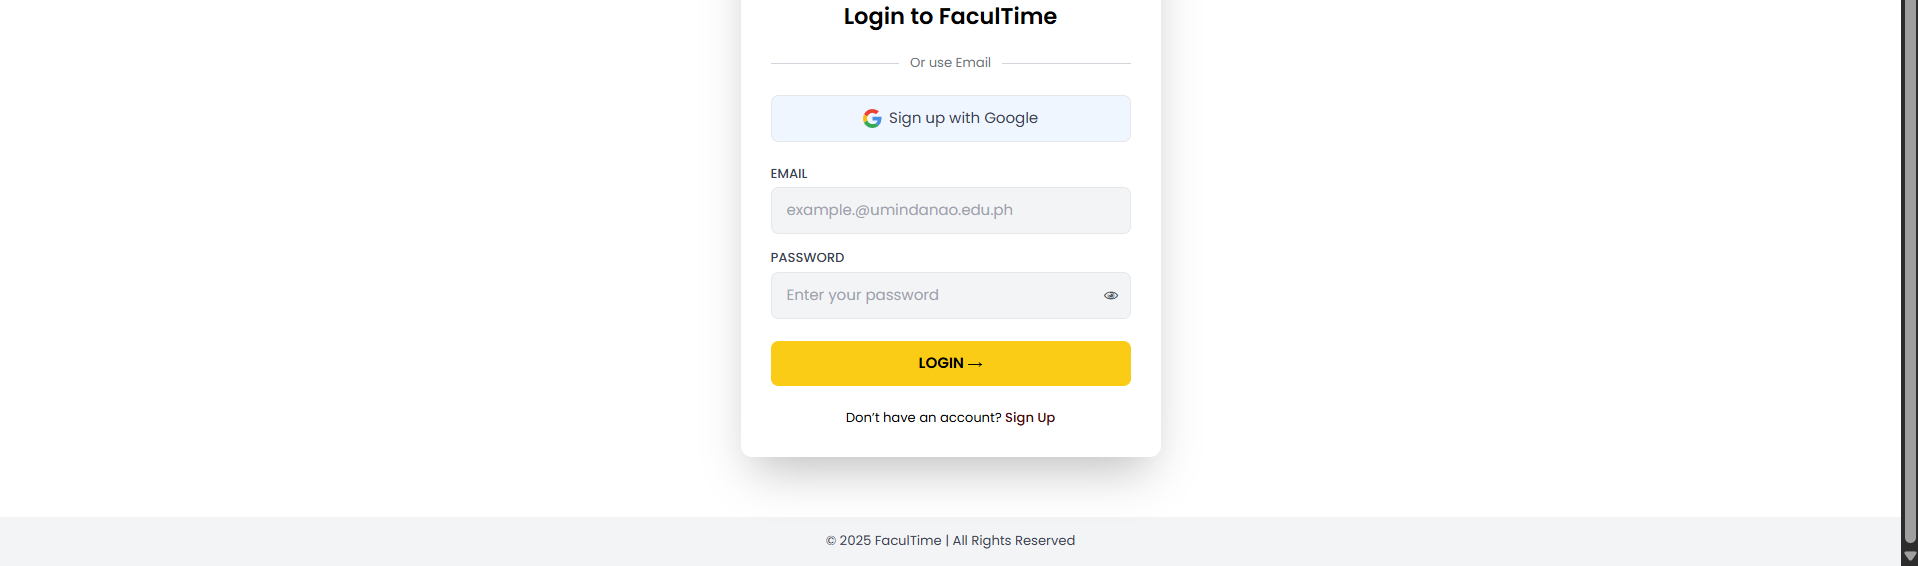 Login to FaculTime
Or use Email
Sign up with Google
EMAIL
example.@umindanao.edu.ph
PASSWORD
Enter your password
LOGIN →
Don’t have an account? Sign Up
© 2025 FaculTime | All Rights Reserved